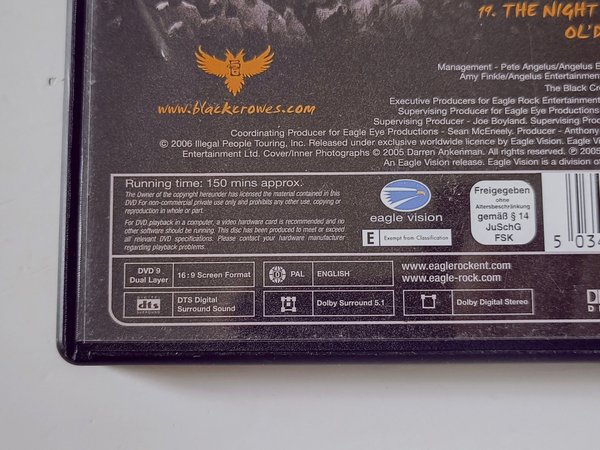 19. THE NIGHT
OL'D
Management - Pete Angelus/Angelus E
Amy Finkle/Angelus Entertainment
The Black Cro
www.blackcrowes.com
Executive Producers for Eagle Rock Entertainment
Supervising Producer for Eagle Eye Productions
Supervising Producer - Joe Boyland. Supervising Prod
Coordinating Producer for Eagle Eye Productions - Sean McEneely. Producer - Anthony
© 2006 Illegal People Touring, Inc. Released under exclusive worldwide licence by Eagle Vision. Eagle V
Entertainment Ltd. Cover/Inner Photographs © 2005 Darren Ankenman. All Rights Reserved. ℗ 2005
An Eagle Vision release. Eagle Vision is a division of
Running time: 150 mins approx.
The Owner of the copyright hereunder has licensed the material contained in this
DVD For non-commercial private use only and prohibits any other use, copying or
reproduction in whole or part.
For DVD playback in a computer, a video hardware card is recommended and no
other software should be running. This disc has been produced to meet or exceed
all relevant DVD specifications. Please contact your hardware manufacturer
regarding playback problems.
eagle vision
E Exempt from Classification
Freigegeben
ohne
Altersbeschränkung
gemäß § 14
JuSchG
FSK
5 034
DVD 9
Dual Layer
16:9 Screen Format
PAL
ENGLISH
www.eaglerockent.com
www.eagle-rock.com
dts
DTS Digital
Surround Sound
Dolby Surround 5.1
Dolby Digital Stereo